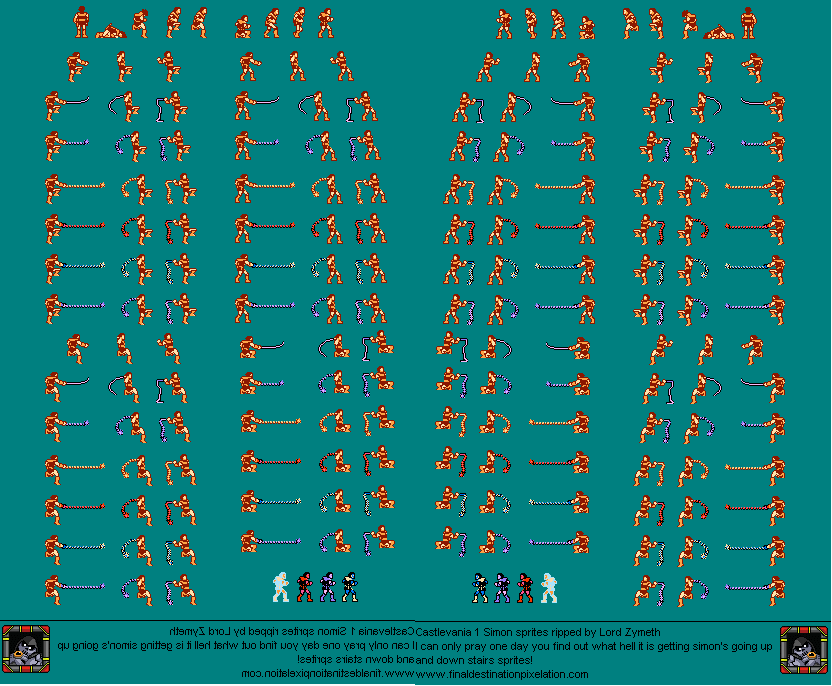 Castlevania 1 Simon sprites ripped by Lord Zymeth
I can only pray one day you find out what hell it is getting simon's going up
and down stairs sprites!
www.finaldestinationpixelation.com
Castlevania 1 Simon sprites ripped by Lord Zymeth
I can only pray one day you find out what hell it is getting simon's going up
and down stairs sprites!
www.finaldestinationpixelation.com